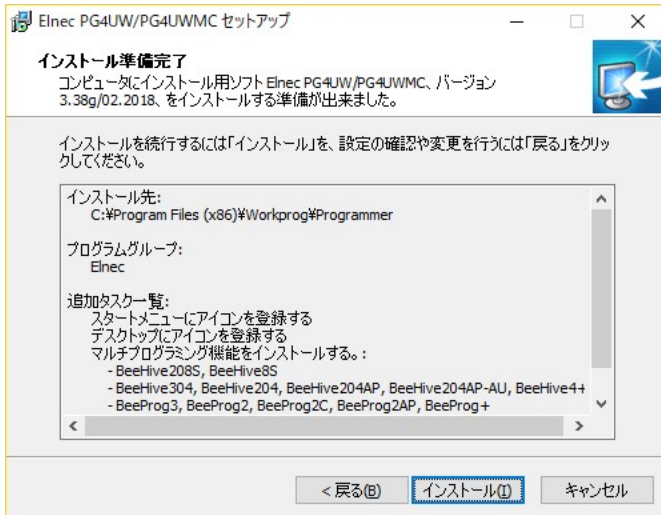 Elnec PG4UW/PG4UWMC セットアップ
インストール準備完了
コンピュータにインストール用ソフト Elnec PG4UW/PG4UWMC、バージョン
3.38g/02.2018、をインストールする準備が出来ました。
インストールを続行するには「インストール」を、設定の確認や変更を行うには「戻る」をクリッ
クしてください。
インストール先:
C:¥Program Files (x86)¥Workprog¥Programmer
プログラムグループ:
Elnec
追加タスク一覧:
スタートメニューにアイコンを登録する
デスクトップにアイコンを登録する
マルチプログラミング機能をインストールする。:
- BeeHive208S, BeeHive8S
- BeeHive304, BeeHive204, BeeHive204AP, BeeHive204AP-AU, BeeHive4+
- BeeProg3, BeeProg2, BeeProg2C, BeeProg2AP, BeeProg+
< 戻る(B) インストール(I) キャンセル